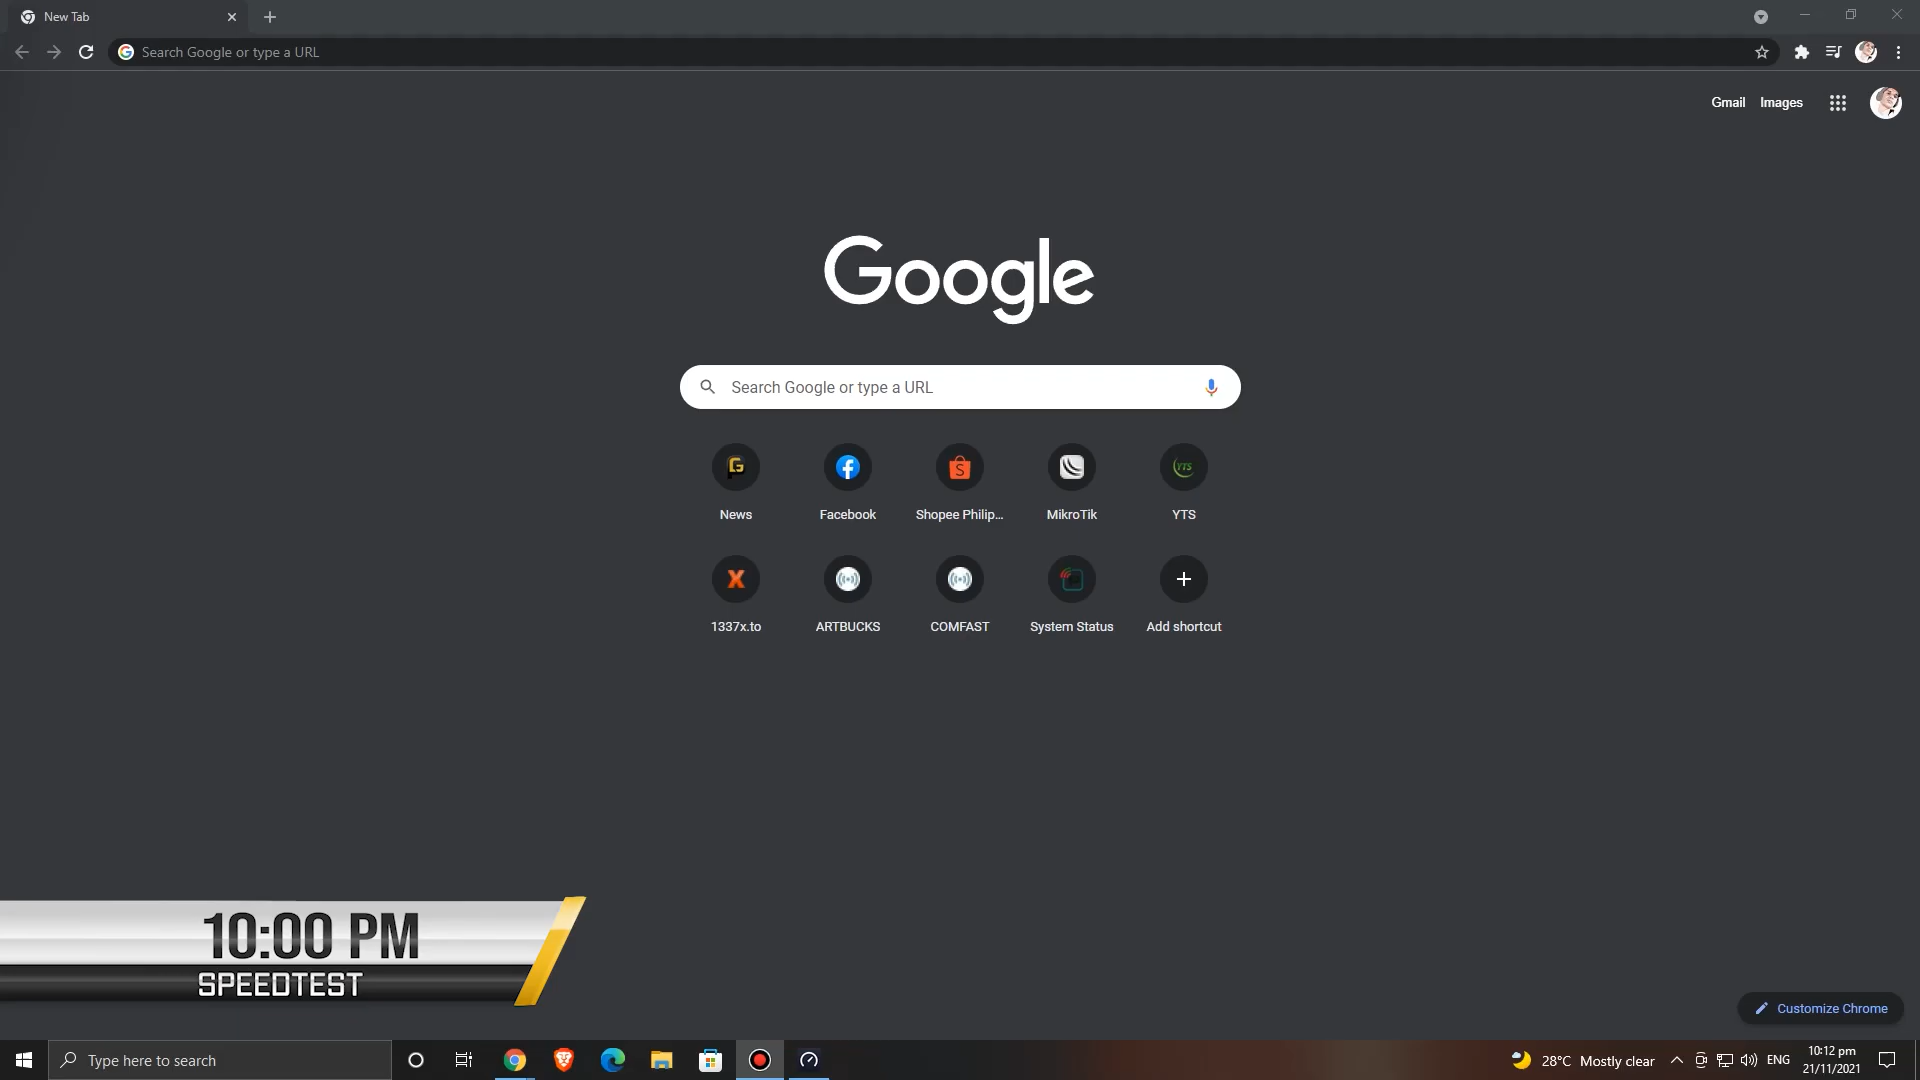 New Tab
Search Google or type a URL
Gmail Images
Google
Search Google or type a URL
News Facebook Shopee Philip... MikroTik YTS
1337x.to ARTBUCKS COMFAST System Status Add shortcut
10:00 PM
SPEEDTEST
Customize Chrome
Type here to search
28°C Mostly clear ENG 10:12 pm
21/11/2021